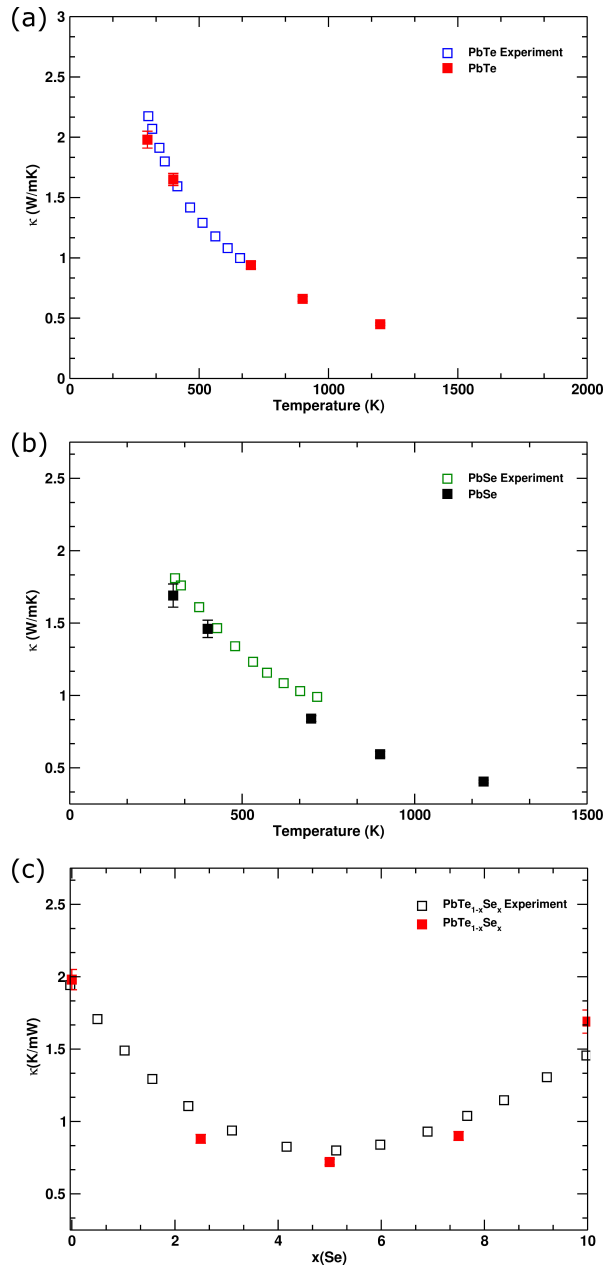 (a)
3
2.5
2
1.5
1
0.5
0
κ (W/mK)
PbTe Experiment
PbTe
0 500 1000 1500 2000
Temperature (K)
(b)
2.5
2
1.5
1
0.5
κ (W/mK)
PbSe Experiment
PbSe
0 500 1000 1500
Temperature (K)
(c)
2.5
2
1.5
1
0.5
κ(K/mW)
PbTe1-xSex Experiment
PbTe1-xSex
0 2 4 6 8 10
x(Se)